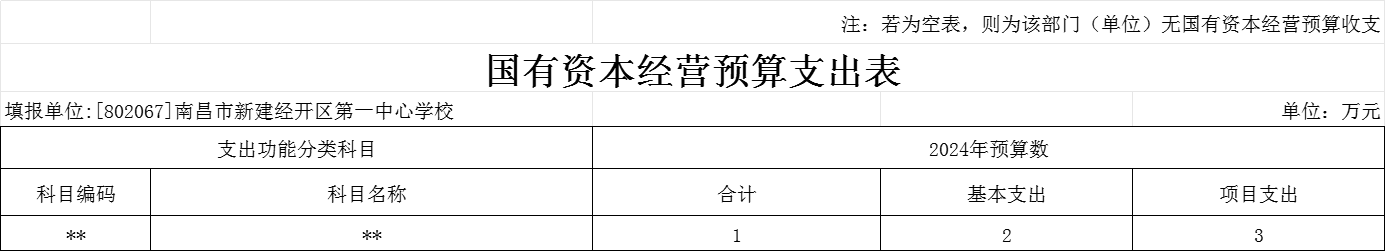 注：若为空表，则为该部门（单位）无国有资本经营预算收支
国有资本经营预算支出表
填报单位:[802067]南昌市新建经开区第一中心学校 单位：万元
支出功能分类科目 2024年预算数
科目编码 科目名称 合计 基本支出 项目支出
** ** 1 2 3